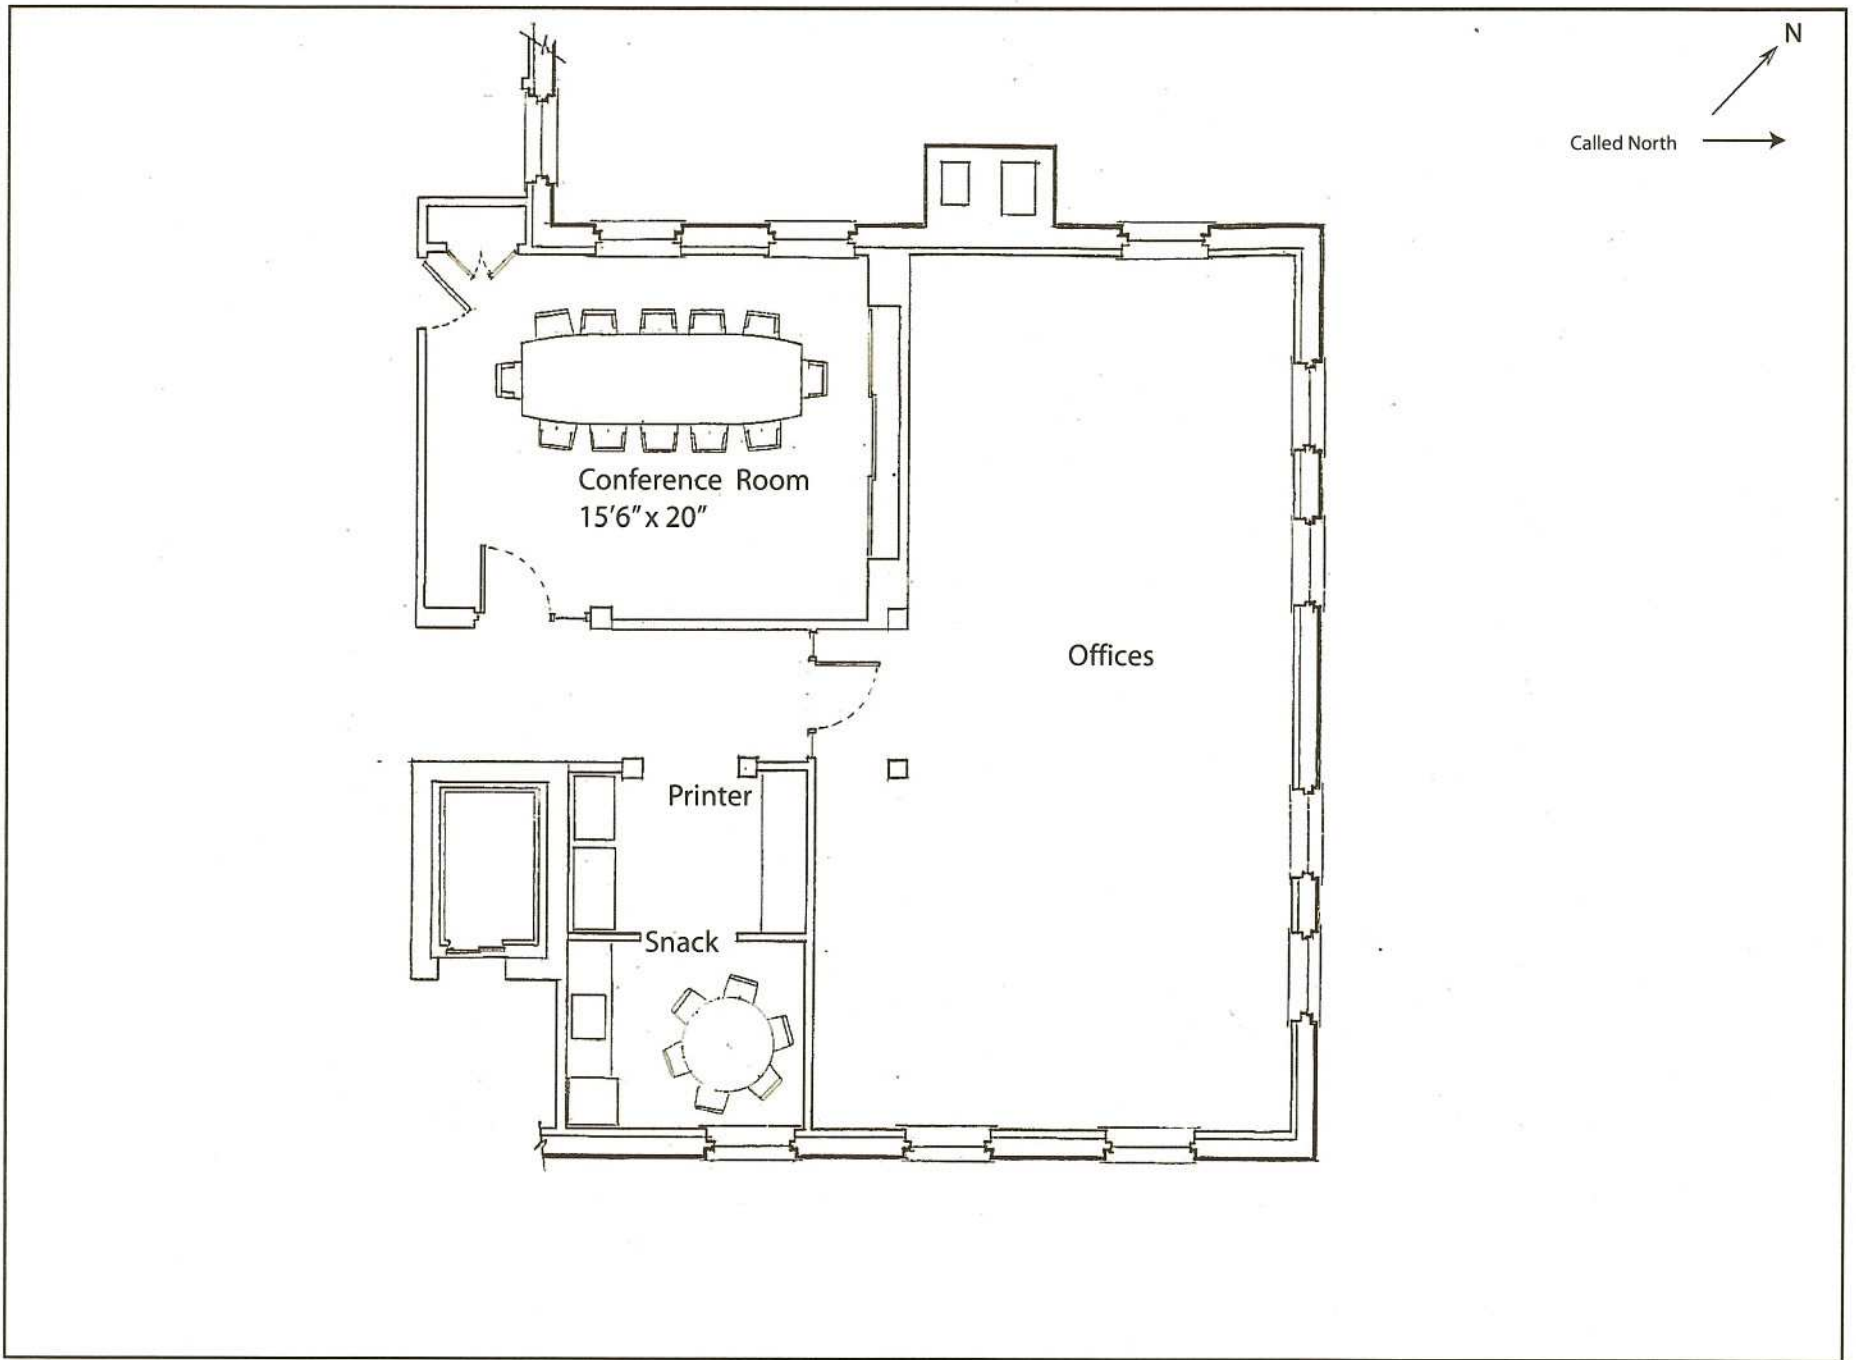 N
Called North
Conference Room
15'6" x 20"
Offices
Printer
Snack